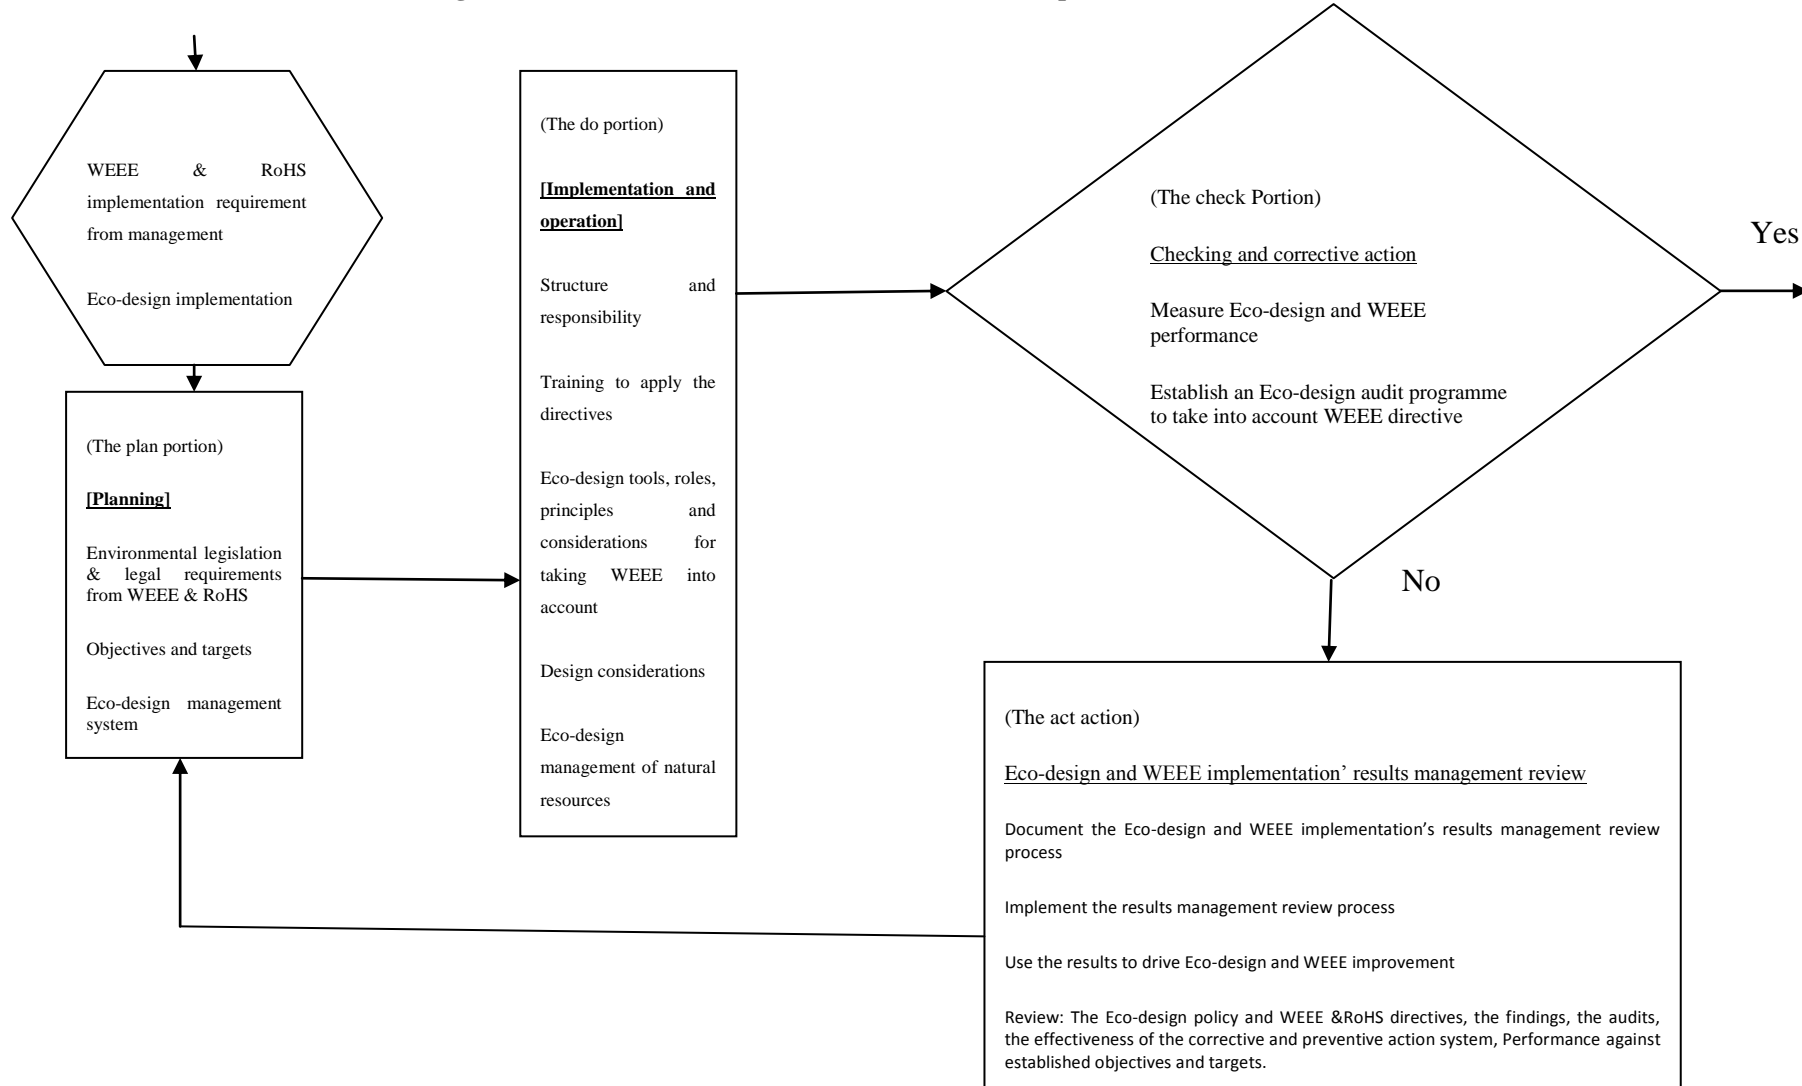 WEEE & RoHS
implementation requirement
from management
Eco-design implementation
(The plan portion)
[Planning]
Environmental legislation
& legal requirements
from WEEE & RoHS
Objectives and targets
Eco-design management
system
(The do portion)
[Implementation and
operation]
Structure and
responsibility
Training to apply the
directives
Eco-design tools, roles,
principles and
considerations for
taking WEEE into
account
Design considerations
Eco-design
management of natural
resources
(The check Portion)
Checking and corrective action
Measure Eco-design and WEEE
performance
Establish an Eco-design audit programme
to take into account WEEE directive
Yes
No
(The act action)
Eco-design and WEEE implementation’ results management review
Document the Eco-design and WEEE implementation’s results management review
process
Implement the results management review process
Use the results to drive Eco-design and WEEE improvement
Review: The Eco-design policy and WEEE &RoHS directives, the findings, the audits,
the effectiveness of the corrective and preventive action system, Performance against
established objectives and targets.